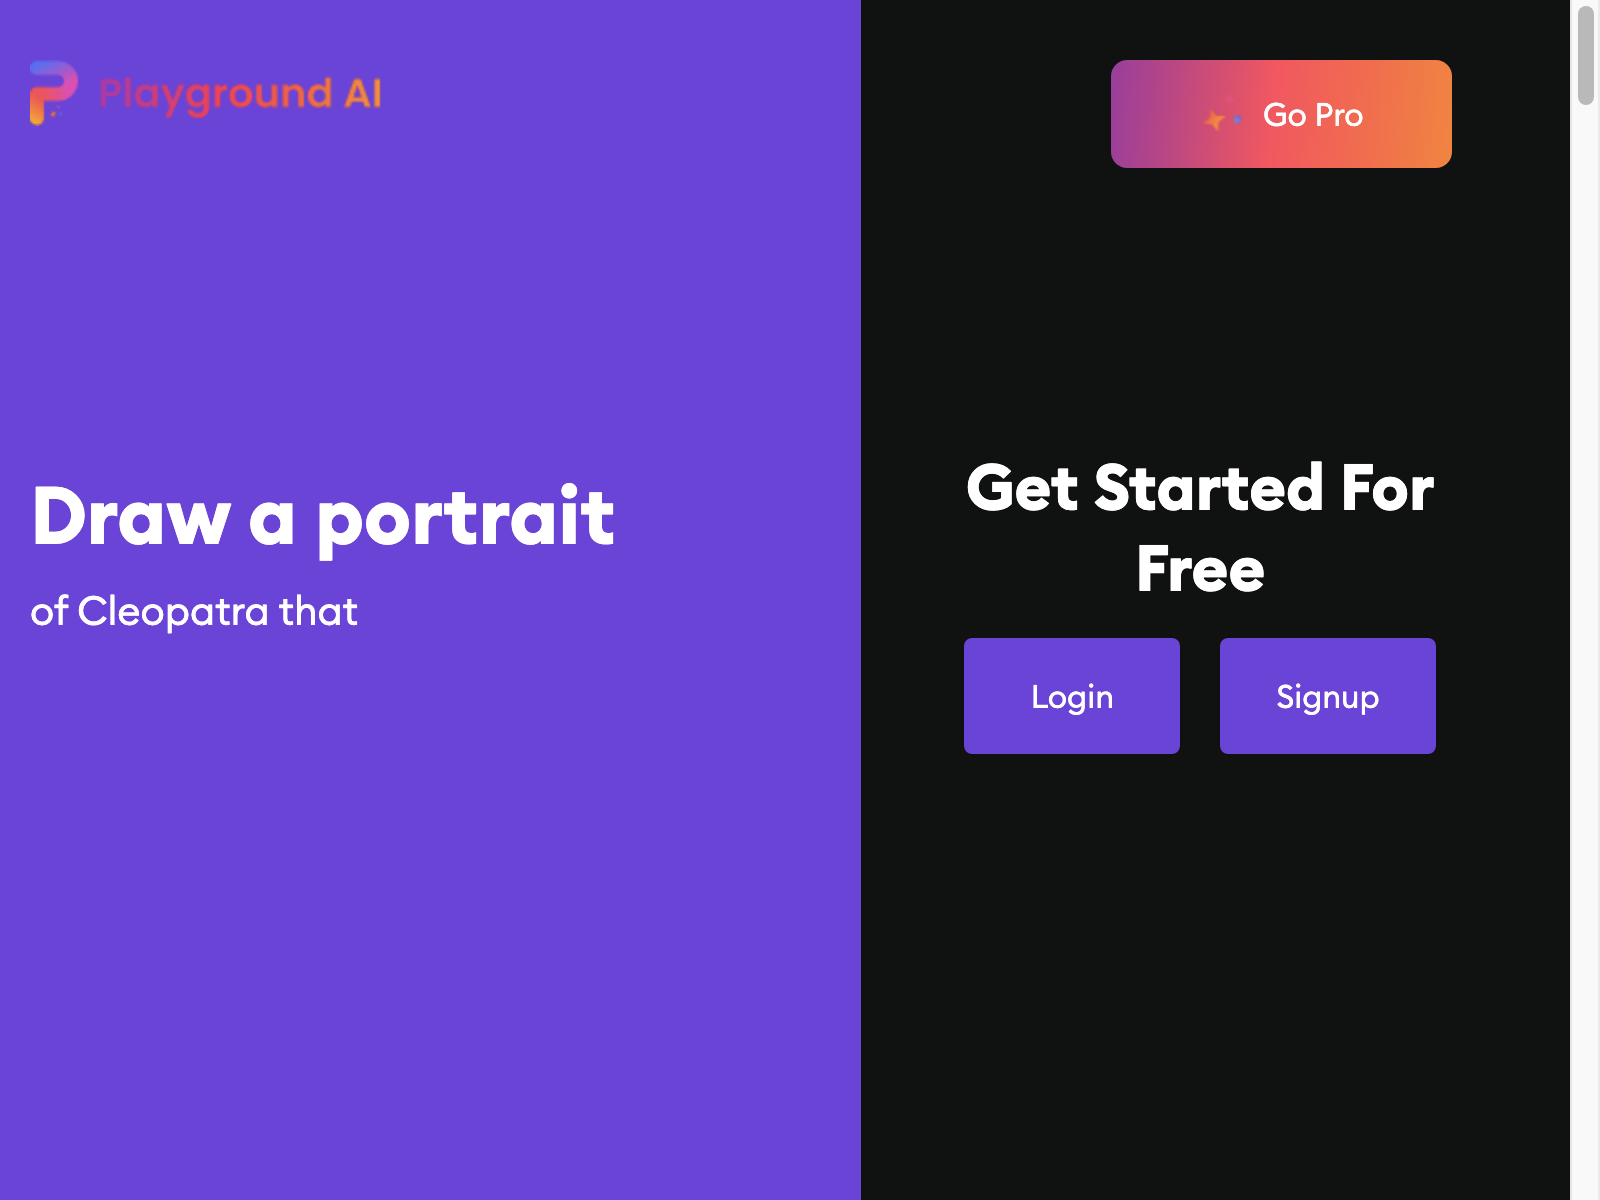 Playground AI
Go Pro
Draw a portrait
of Cleopatra that
Get Started For
Free
Login
Signup